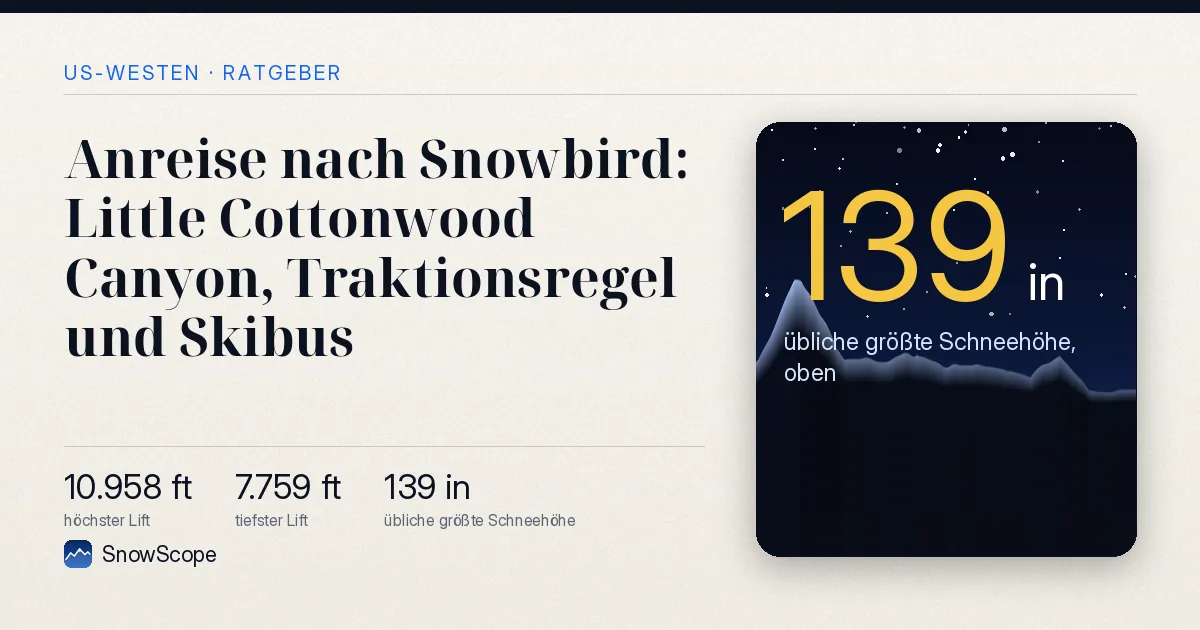 US-WESTEN · RATGEBER
Anreise nach Snowbird:
Little Cottonwood
Canyon, Traktionsregel
und Skibus
139 in
übliche größte Schneehöhe,
oben
10.958 ft
höchster Lift
7.759 ft
tiefster Lift
139 in
übliche größte Schneehöhe
SnowScope